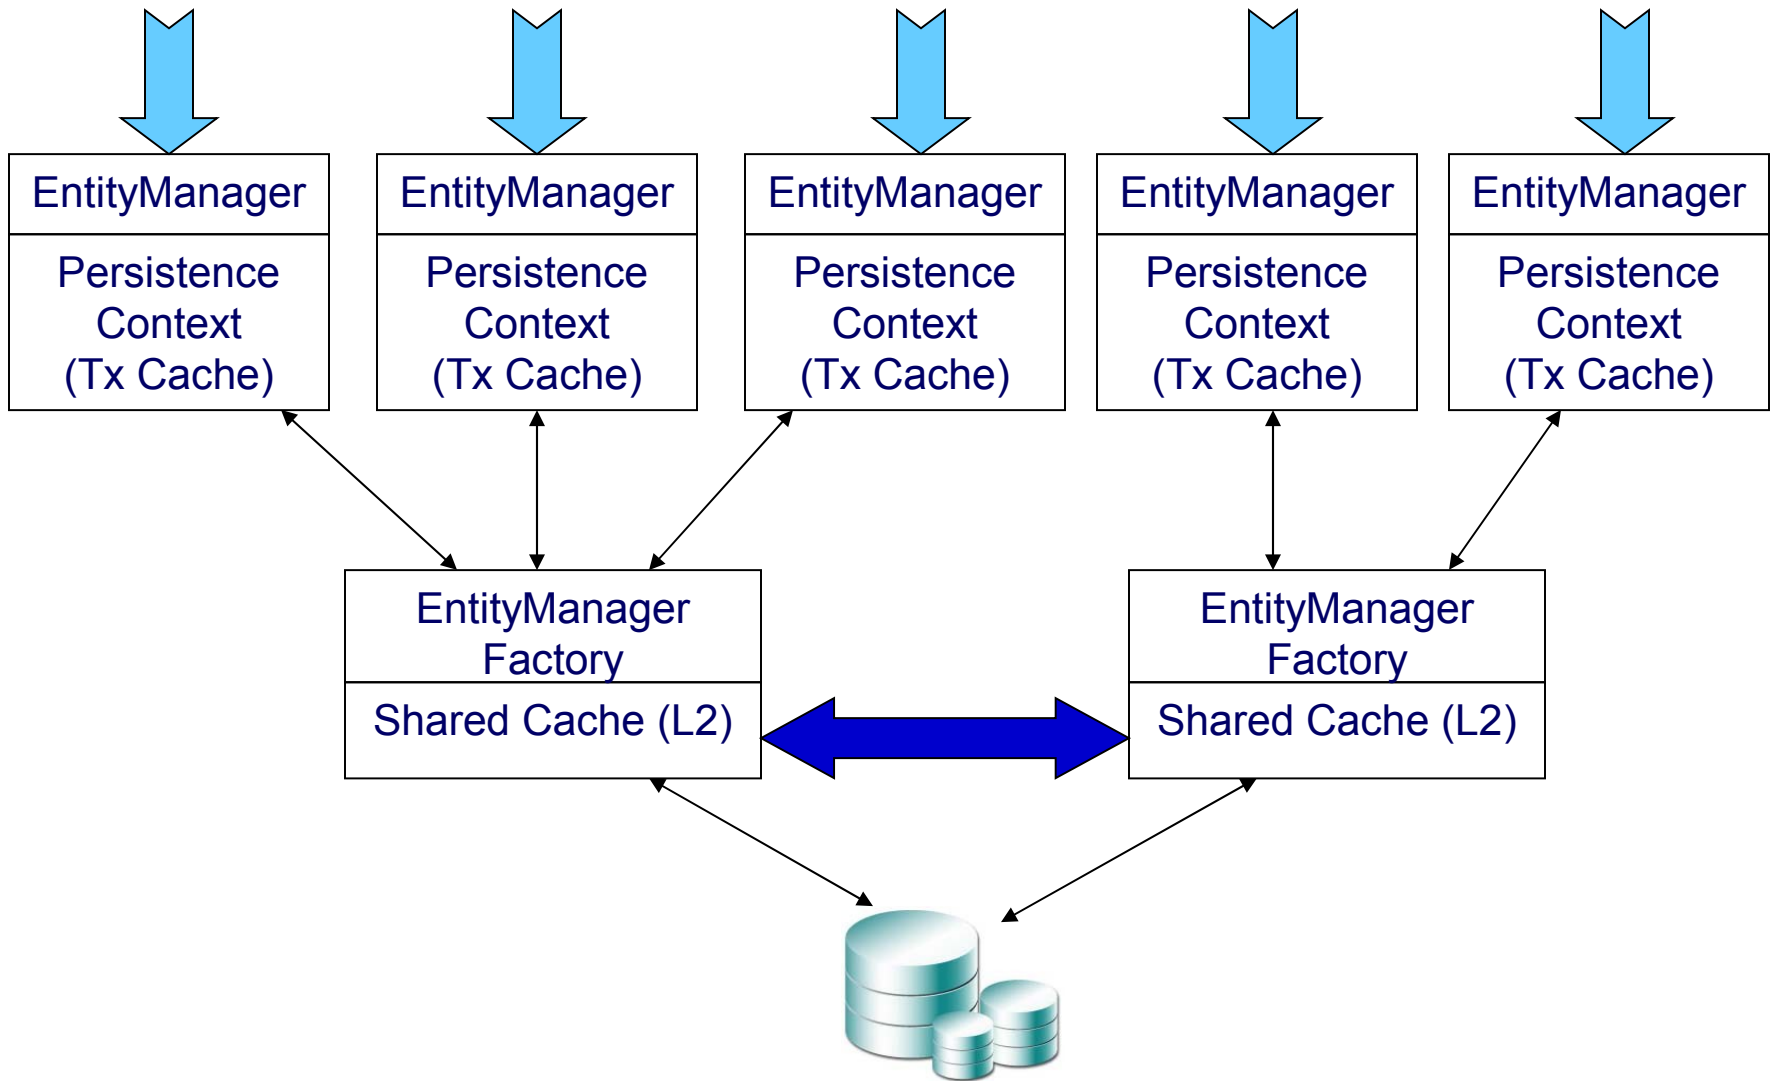 EntityManager
Persistence
Context
(Tx Cache)
EntityManager
Persistence
Context
(Tx Cache)
EntityManager
Persistence
Context
(Tx Cache)
EntityManager
Persistence
Context
(Tx Cache)
EntityManager
Persistence
Context
(Tx Cache)
EntityManager
Factory
Shared Cache (L2)
EntityManager
Factory
Shared Cache (L2)